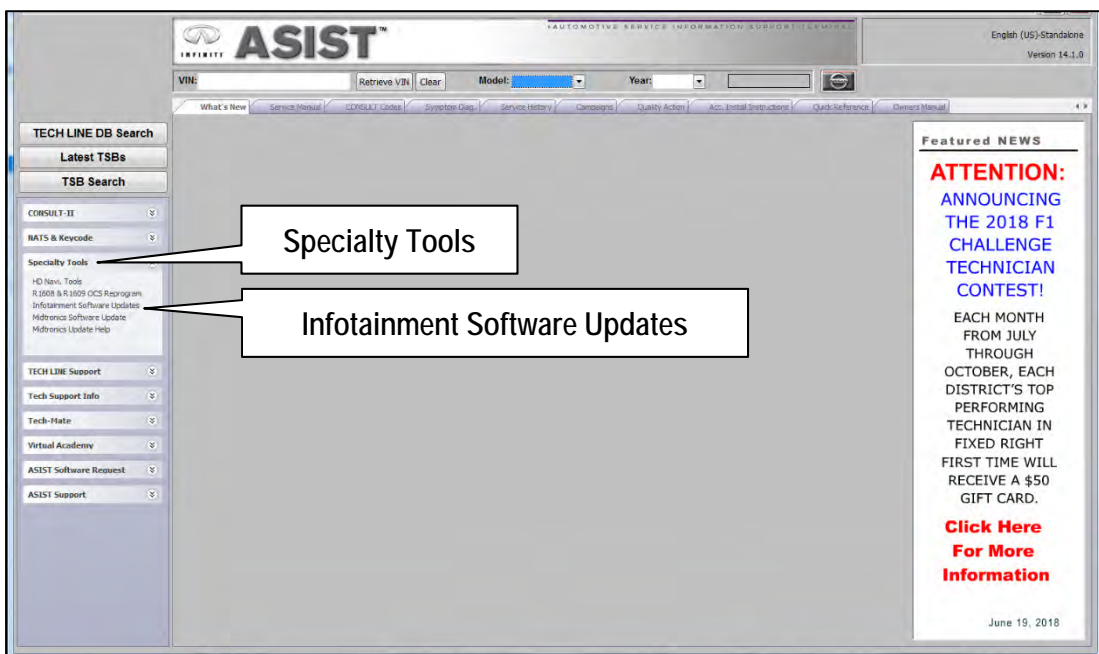 INFINITI
ASIST™
AUTOMOTIVE SERVICE INFORMATION SUPPORT TERMINAL
English (US)-Standalone
Version 14.1.0
VIN: Retrieve VIN Clear Model: Year:
What's New Service Manual CONSULT Codes Symptom Diag. Service History Campaigns Quality Action Acc. Install Instructions Quick Reference Owners Manual
TECH LINE DB Search
Latest TSBs
TSB Search
CONSULT-II
NATS & Keycode
Specialty Tools
HD Navi. Tools
R1608 & R1609 OCS Reprogram
Infotainment Software Updates
Midtronics Software Update
Midtronics Update Help
TECH LINE Support
Tech Support Info
Tech-Mate
Virtual Academy
ASIST Software Request
ASIST Support
Specialty Tools
Infotainment Software Updates
Featured NEWS
ATTENTION:
ANNOUNCING
THE 2018 F1
CHALLENGE
TECHNICIAN
CONTEST!
EACH MONTH
FROM JULY
THROUGH
OCTOBER, EACH
DISTRICT'S TOP
PERFORMING
TECHNICIAN IN
FIXED RIGHT
FIRST TIME WILL
RECEIVE A $50
GIFT CARD.
Click Here
For More
Information
June 19, 2018